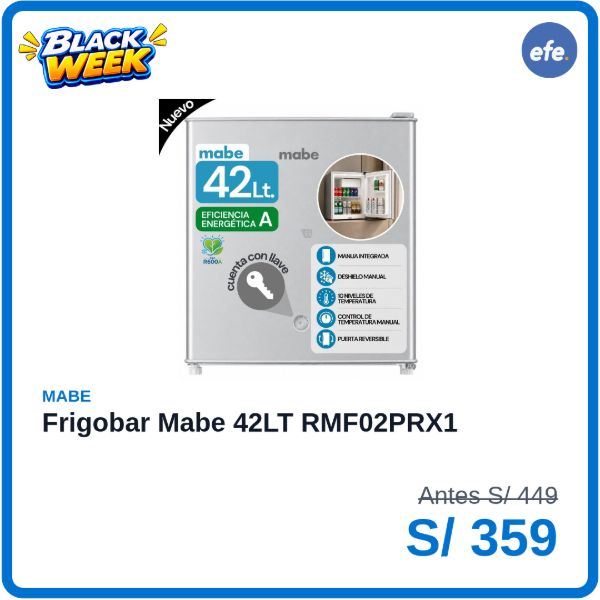 BLACK
WEEK
efe.
Nuevo
mabe
mabe
42Lt.
EFICIENCIA
ENERGÉTICA A
R600A
cuenta con llave
MANIJA INTEGRADA
DESHIELO MANUAL
10 NIVELES DE
TEMPERATURA
CONTROL DE
TEMPERATURA MANUAL
PUERTA REVERSIBLE
MABE
Frigobar Mabe 42LT RMF02PRX1
Antes S/ 449
S/ 359